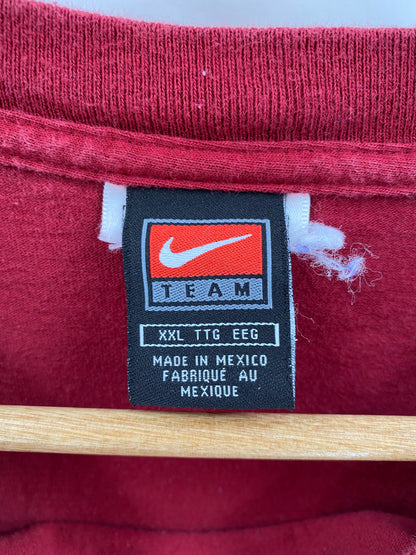 TEAM
XXL TTG EEG
MADE IN MEXICO
FABRIQUÉ AU
MEXIQUE